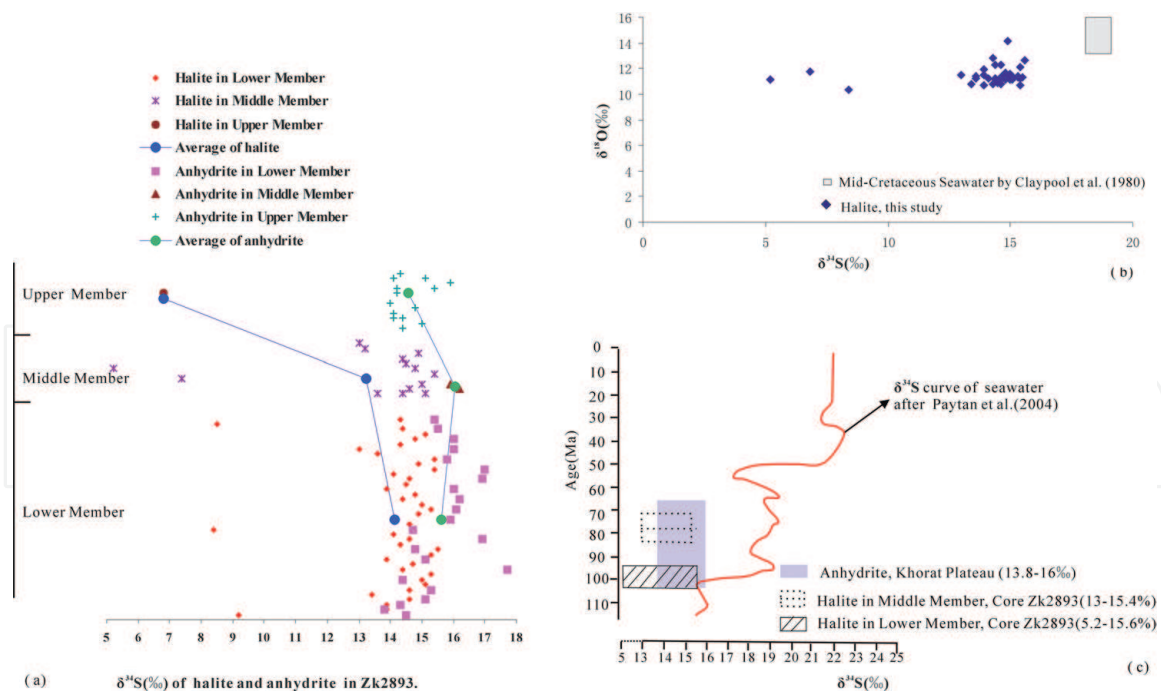 Halite in Lower Member
Halite in Middle Member
Halite in Upper Member
Average of halite
Anhydrite in Lower Member
Anhydrite in Middle Member
Anhydrite in Upper Member
Average of anhydrite
Upper Member
Middle Member
Lower Member
5 6 7 8 9 10 11 12 13 14 15 16 17 18
( a ) δ³⁴S(‰) of halite and anhydrite in Zk2893.
16
14
12
10
8
6
4
2
0
δ¹⁸O(‰)
Mid-Cretaceous Seawater by Claypool et al. (1980)
Halite, this study
0 5 10 15 20
δ³⁴S(‰)
( b )
0
10
20
30
40
50
60
70
80
90
100
110
Age(Ma)
δ³⁴S curve of seawater
after Paytan et al.(2004)
Anhydrite, Khorat Plateau (13.8-16‰)
Halite in Middle Member, Core Zk2893(13-15.4%)
Halite in Lower Member, Core Zk2893(5.2-15.6%)
5 13 14 15 16 17 18 19 20 21 22 23 24 25
δ³⁴S(‰)
( c )